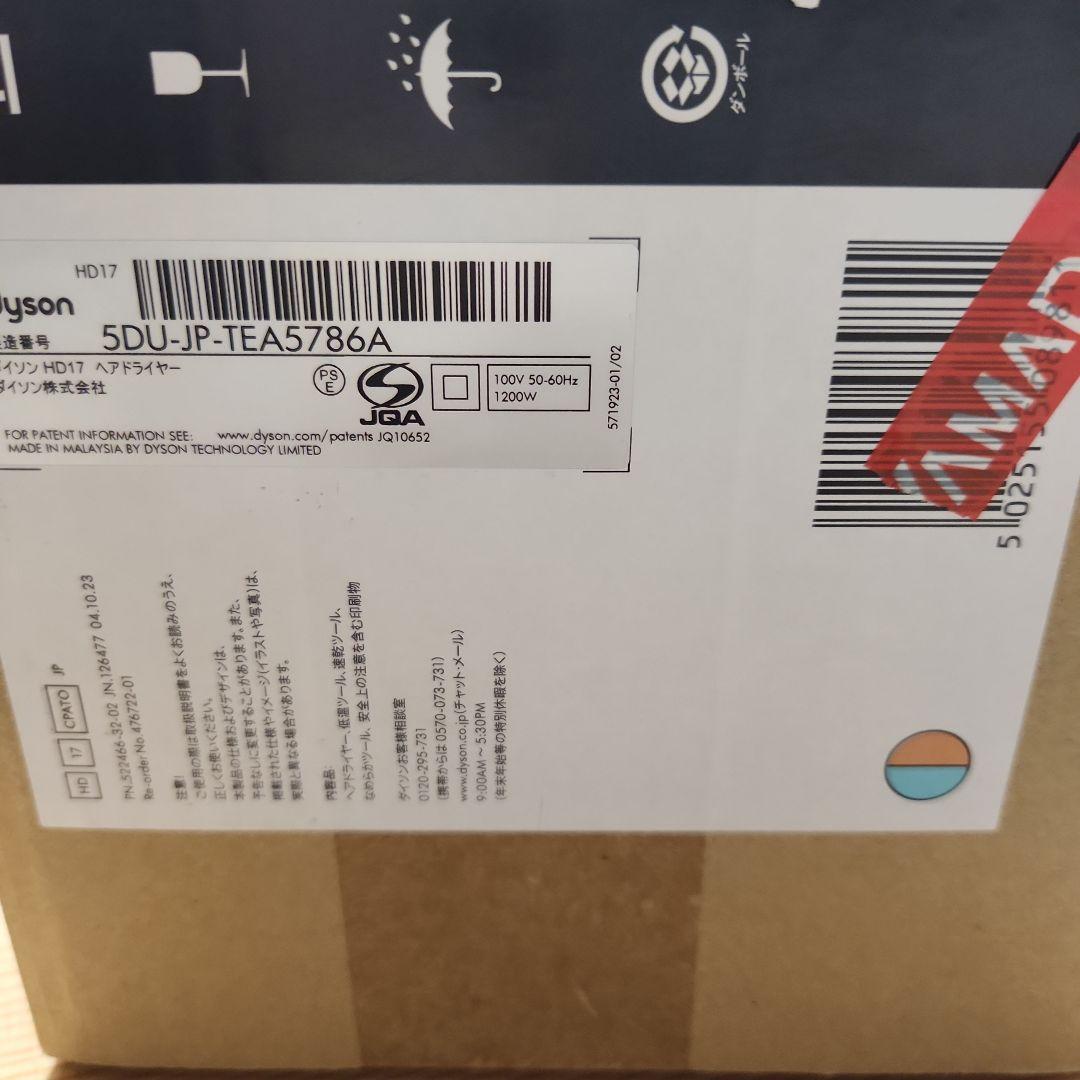 ダンボール
HD17
dyson
製造番号
5DU-JP-TEA5786A
ダイソン HD17 ヘアドライヤー
ダイソン株式会社
PS
E
JQA
100V 50-60Hz
1200W
571923-01/02
FOR PATENT INFORMATION SEE: www.dyson.com/patents JQ10652
MADE IN MALAYSIA BY DYSON TECHNOLOGY LIMITED
HD 17 CPATO JP
PN.522466-32-02 JN.126477 04.10.23
Re-order No.476722-01
注意!
ご使用の際は取扱説明書をよくお読みのうえ、
正しくお使いください。
本製品の仕様およびデザインは、
予告なしに変更することがあります。また、
掲載された仕様やイメージ(イラストや写真)は、
実際と異なる場合があります。
内容品:
ヘアドライヤー、低温ツール、速乾ツール、
なめらかツール、安全上の注意を含む印刷物
ダイソンお客様相談室
0120-295-731
(携帯からは 0570-073-731)
www.dyson.co.jp(チャット・メール)
9:00AM～5:30PM
(年末年始等の特別休暇を除く)